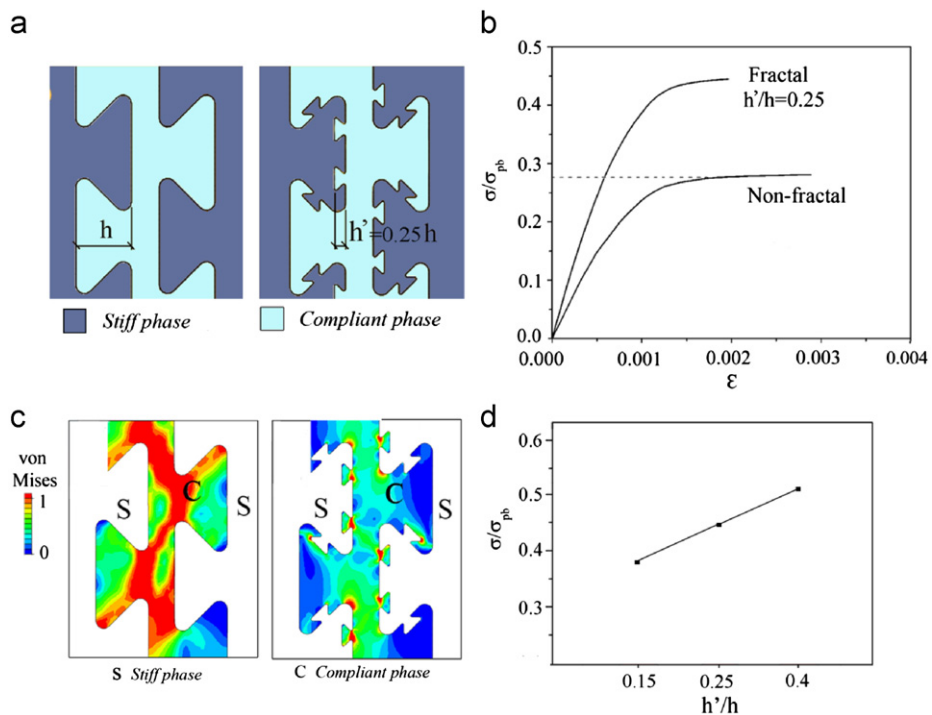 a
h
h'=0.25h
Stiff phase
Compliant phase
b
0.5
0.4
0.3
0.2
0.1
0.0
σ/σpb
Fractal
h'/h=0.25
Non-fractal
0.000
0.001
0.002
0.003
0.004
ε
c
von
Mises
1
0
S
C
S
S
C
S
S Stiff phase
C Compliant phase
d
0.6
0.5
0.4
0.3
σ/σpb
0.15
0.25
0.4
h'/h